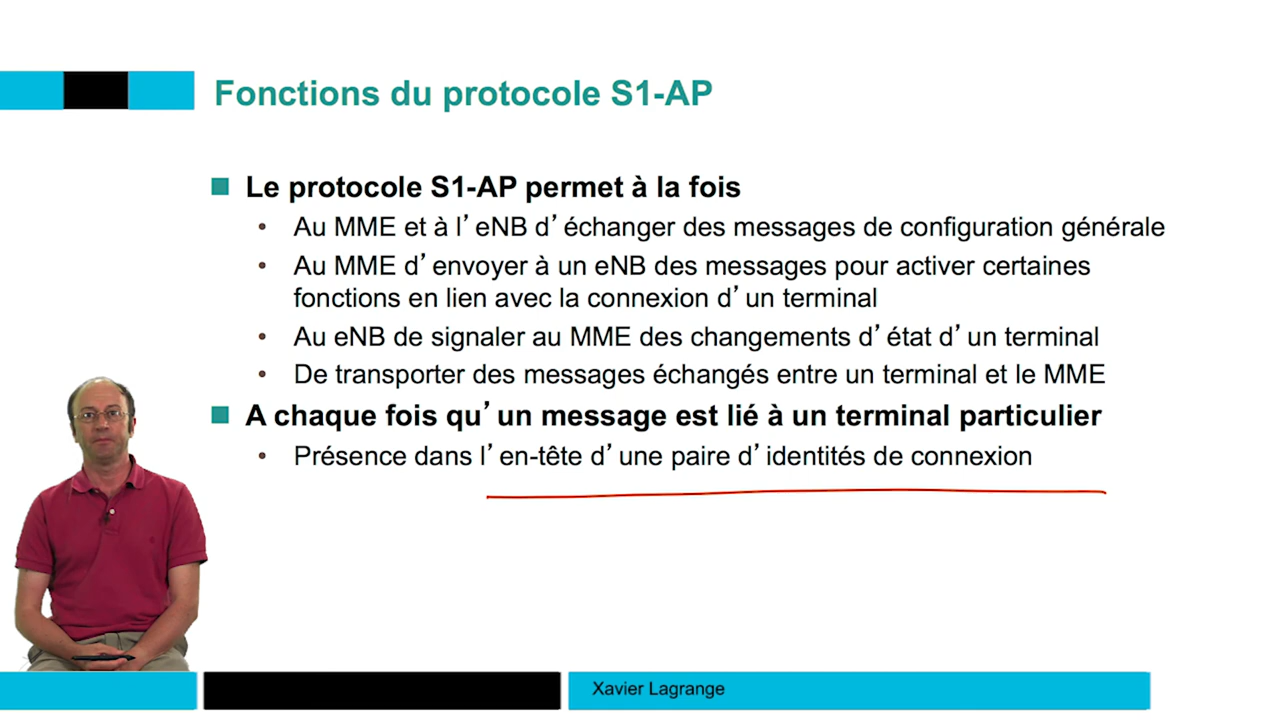 Fonctions du protocole S1-AP
Le protocole S1-AP permet à la fois
• Au MME et à l’eNB d’échanger des messages de configuration générale
• Au MME d’envoyer à un eNB des messages pour activer certaines
fonctions en lien avec la connexion d’un terminal
• Au eNB de signaler au MME des changements d’état d’un terminal
• De transporter des messages échangés entre un terminal et le MME
A chaque fois qu’un message est lié à un terminal particulier
• Présence dans l’en-tête d’une paire d’identités de connexion
Xavier Lagrange